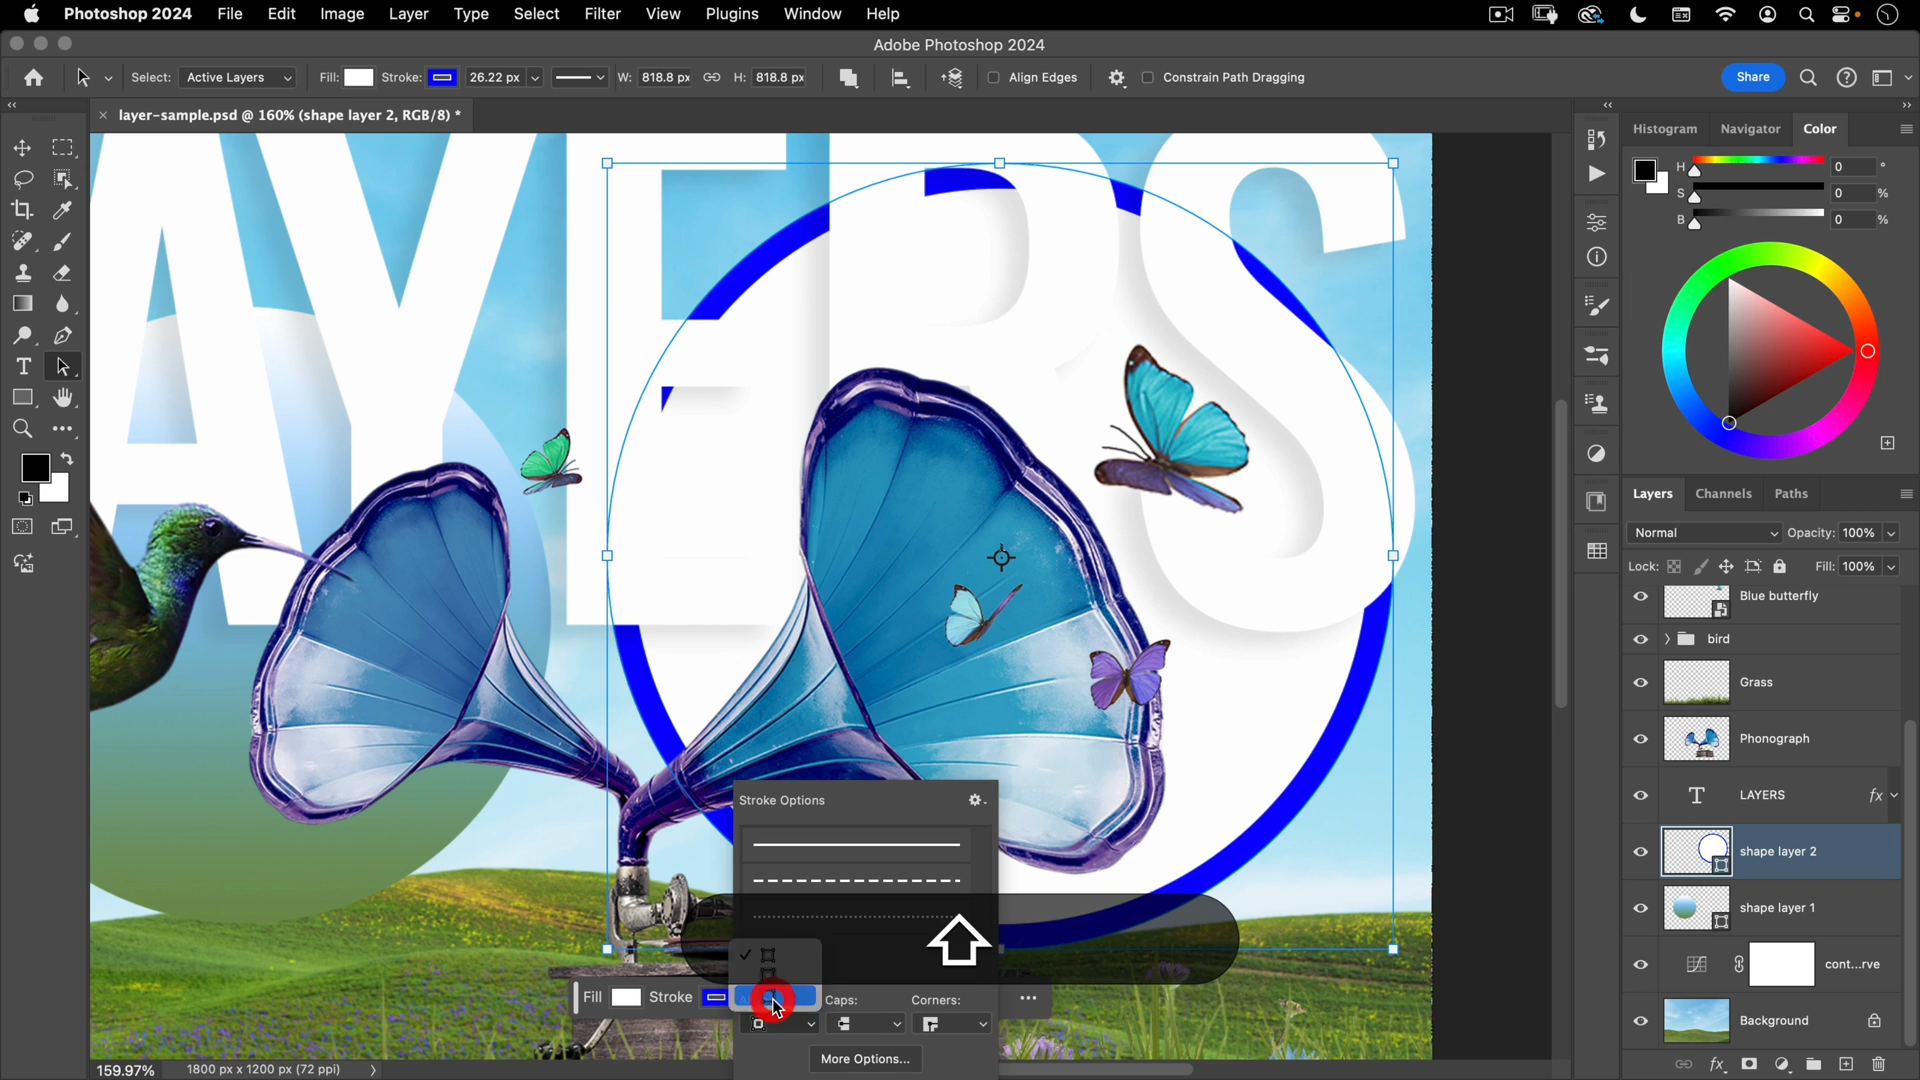 Photoshop 2024 File Edit Image Layer Type Select Filter View Plugins Window Help
Adobe Photoshop 2024
Select: Active Layers Fill: Stroke: 26.22 px W: 818.8 px H: 818.8 px Align Edges Constrain Path Dragging Share
layer-sample.psd @ 160% (shape layer 2, RGB/8) *
Histogram Navigator Color
H 0 °
S 0 %
B 0 %
AYERS
Layers Channels Paths
Normal Opacity: 100%
Lock: Fill: 100%
Blue butterfly
bird
Grass
Phonograph
T LAYERS fx
shape layer 2
shape layer 1
cont...rve
Background
Stroke Options
Fill Stroke
Caps: Corners:
More Options...
159.97% 1800 px x 1200 px (72 ppi)
fx